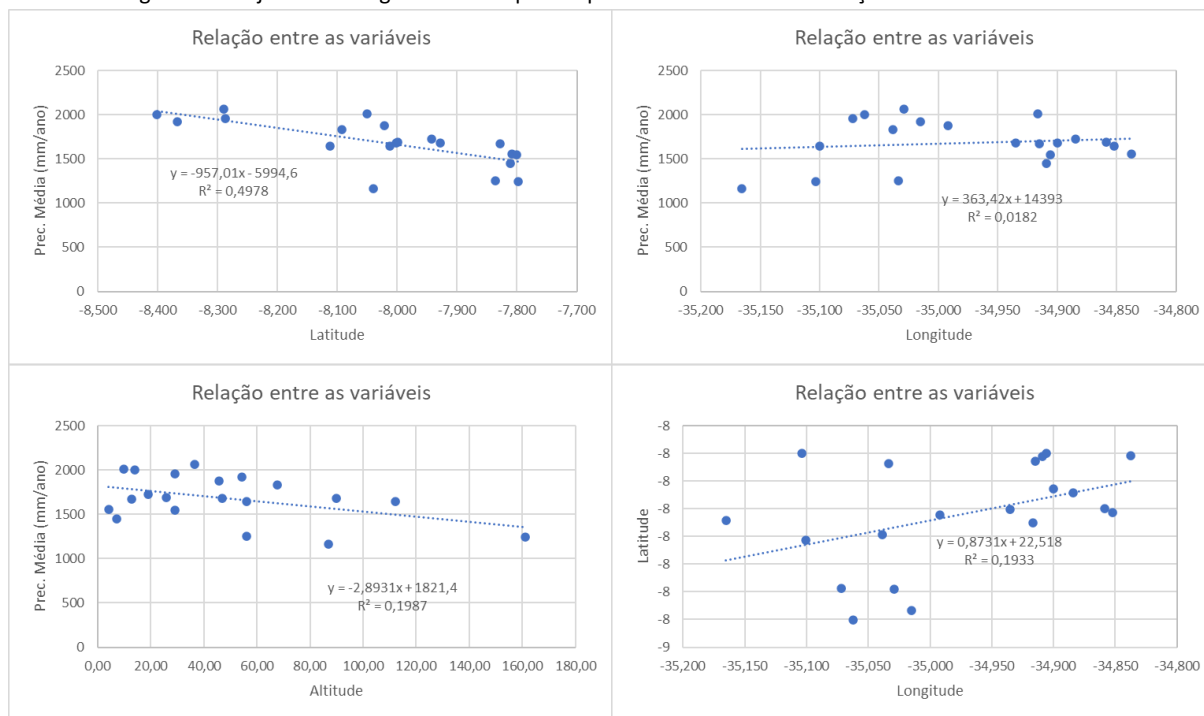 Relação entre as variáveis
2500
2000
1500
1000
500
0
Prec. Média (mm/ano)
y = -957,01x - 5994,6
R² = 0,4978
-8,500 -8,400 -8,300 -8,200 -8,100 -8,000 -7,900 -7,800 -7,700
Latitude
Relação entre as variáveis
2500
2000
1500
1000
500
0
Prec. Média (mm/ano)
y = 363,42x + 14393
R² = 0,0182
-35,200 -35,150 -35,100 -35,050 -35,000 -34,950 -34,900 -34,850 -34,800
Longitude
Relação entre as variáveis
2500
2000
1500
1000
500
0
Prec. Média (mm/ano)
y = -2,8931x + 1821,4
R² = 0,1987
0,00 20,00 40,00 60,00 80,00 100,00 120,00 140,00 160,00 180,00
Altitude
Relação entre as variáveis
-8
-8
-8
-8
-8
-8
-8
-8
-9
Latitude
y = 0,8731x + 22,518
R² = 0,1933
-35,200 -35,150 -35,100 -35,050 -35,000 -34,950 -34,900 -34,850 -34,800
Longitude